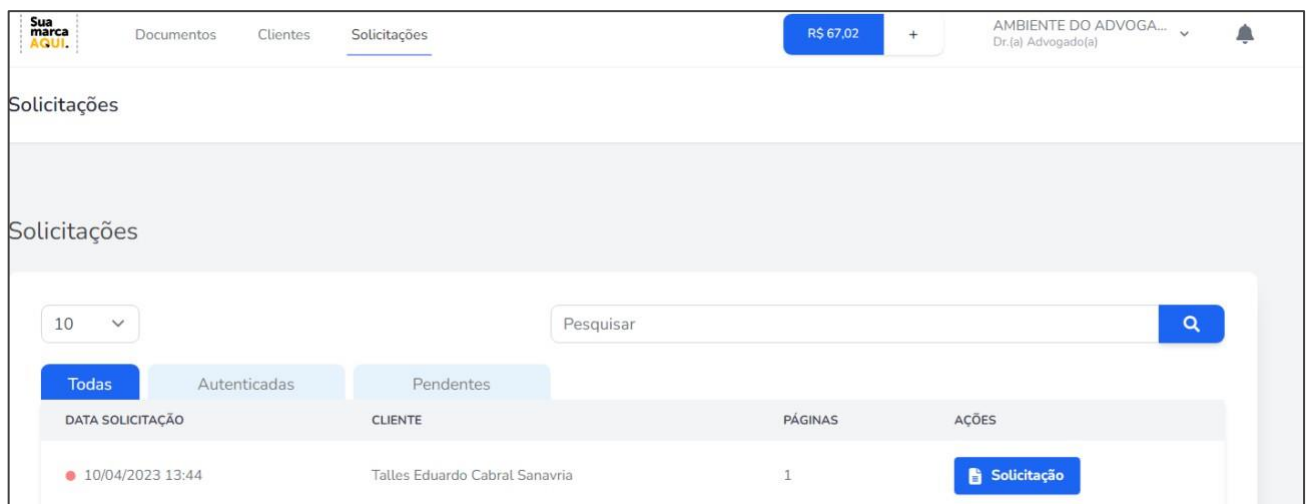 Sua
marca
AQUI.
Documentos Clientes Solicitações R$ 67,02 + AMBIENTE DO ADVOGA...
Dr.(a) Advogado(a)
Solicitações
Solicitações
10 Pesquisar
Todas Autenticadas Pendentes
DATA SOLICITAÇÃO CLIENTE PÁGINAS AÇÕES
10/04/2023 13:44 Talles Eduardo Cabral Sanavria 1 Solicitação